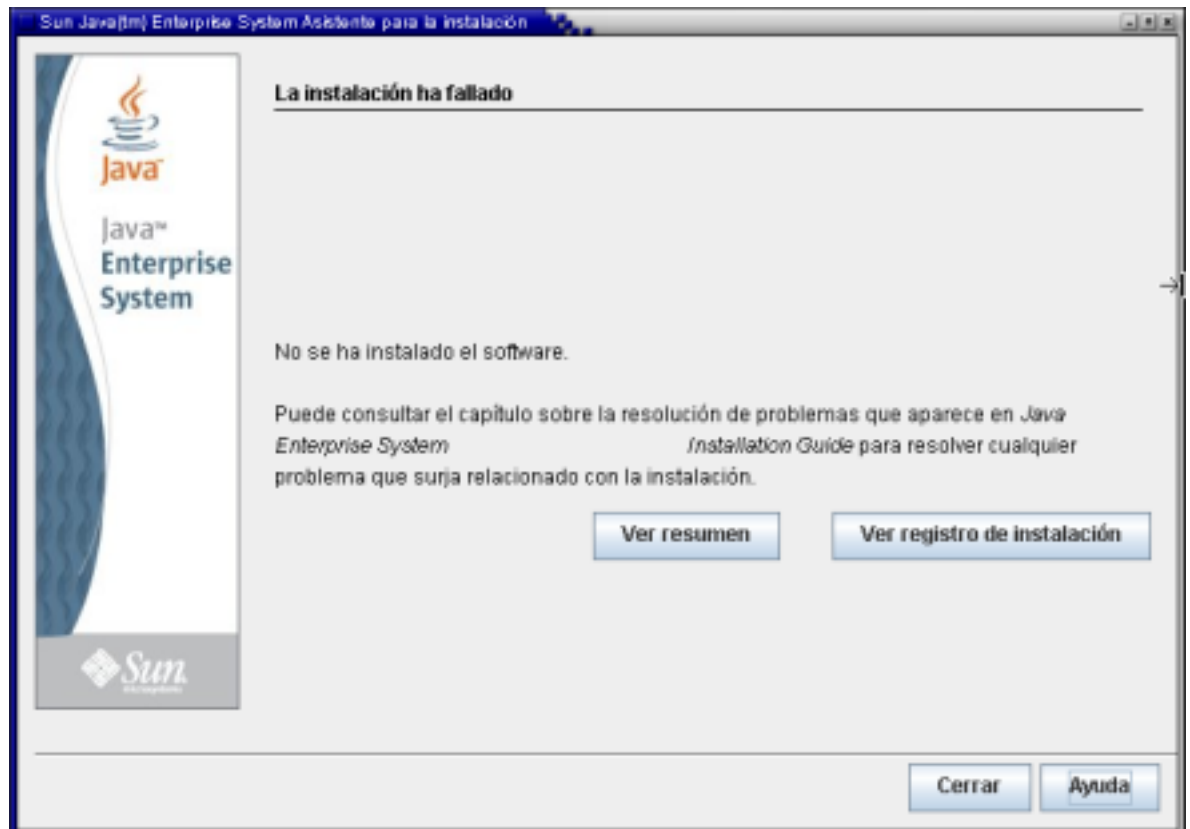 Sun Java(tm) Enterprise System Asistente para la instalación
La instalación ha fallado
Java™
Java™
Enterprise
System
No se ha instalado el software.
Puede consultar el capítulo sobre la resolución de problemas que aparece en Java
Enterprise System Installation Guide para resolver cualquier
problema que surja relacionado con la instalación.
Ver resumen Ver registro de instalación
Sun
microsystems
Cerrar Ayuda